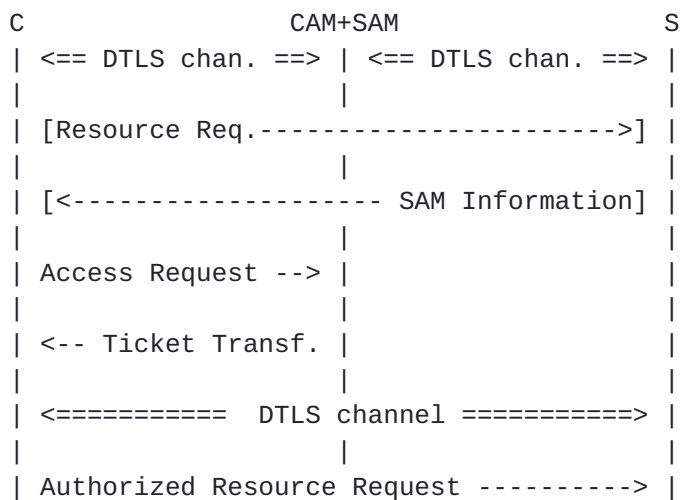 C                 CAM+SAM                 S
| <== DTLS chan. ==> | <== DTLS chan. ==> |
|                    |                    |
| [Resource Req.----------------------->] |
|                    |                    |
| [<-------------------- SAM Information] |
|                    |                    |
| Access Request --> |                    |
|                    |                    |
| <-- Ticket Transf. |                    |
|                    |                    |
| <===========  DTLS channel ===========> |
|                    |                    |
| Authorized Resource Request ----------> |